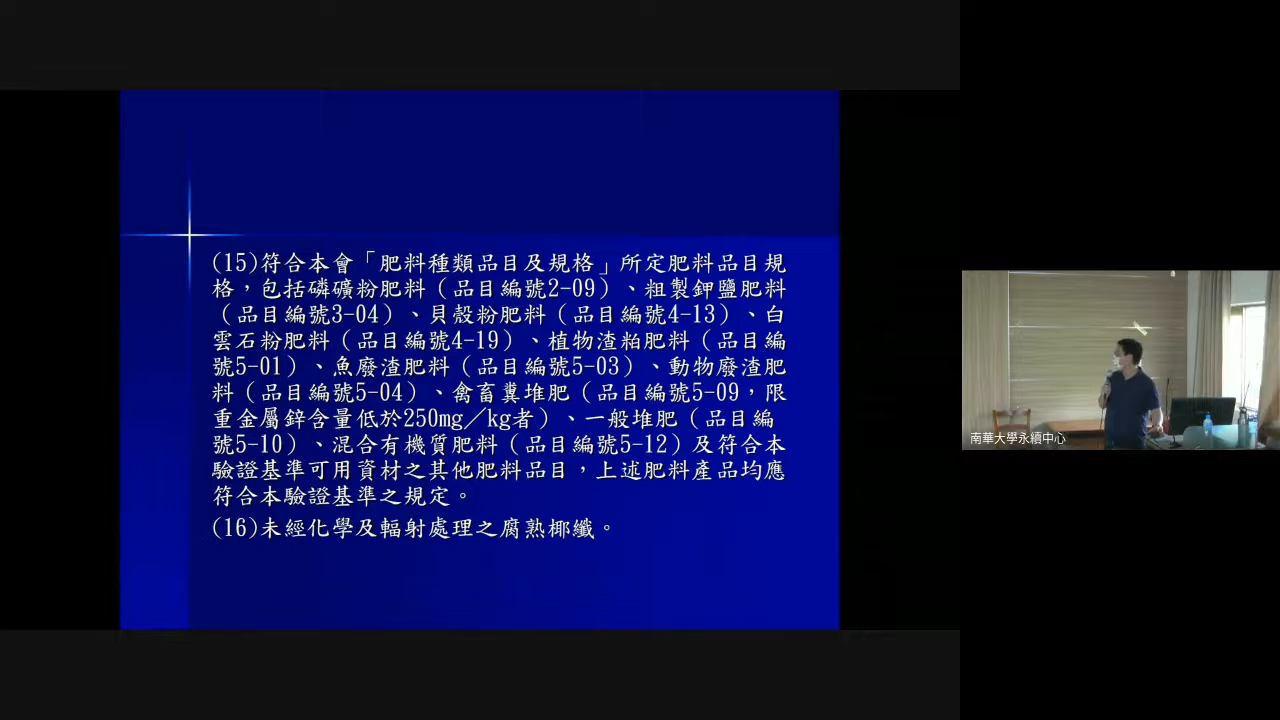 (15)符合本會「肥料種類品目及規格」所定肥料品目規
格，包括磷礦粉肥料（品目編號2-09）、粗製鉀鹽肥料
（品目編號3-04）、貝殼粉肥料（品目編號4-13）、白
雲石粉肥料（品目編號4-19）、植物渣粕肥料（品目編
號5-01）、魚廢渣肥料（品目編號5-03）、動物廢渣肥
料（品目編號5-04）、禽畜糞堆肥（品目編號5-09，限
重金屬鋅含量低於250mg／kg者）、一般堆肥（品目編
號5-10）、混合有機質肥料（品目編號5-12）及符合本
驗證基準可用資材之其他肥料品目，上述肥料產品均應
符合本驗證基準之規定。
(16)未經化學及輻射處理之腐熟椰纖。
南華大學永續中心